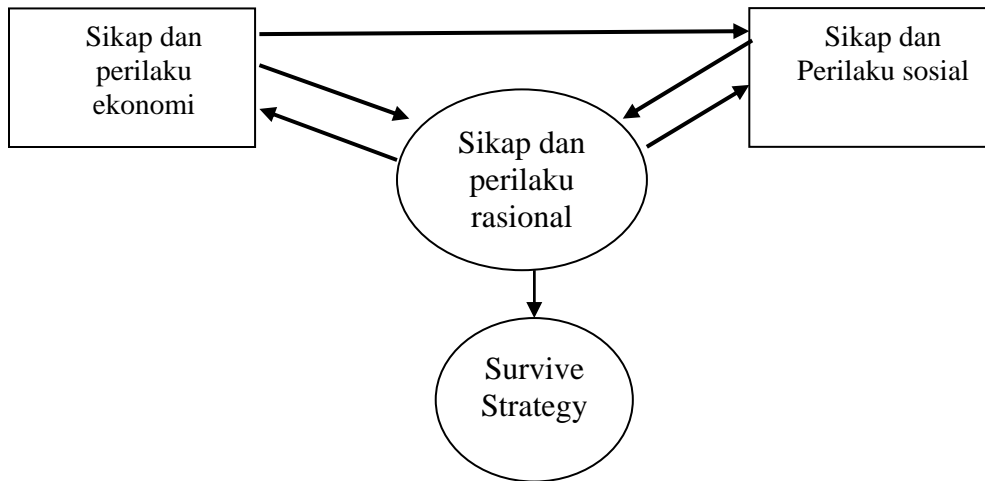 Sikap dan
perilaku
ekonomi
Sikap dan
Perilaku sosial
Sikap dan
perilaku
rasional
Survive
Strategy